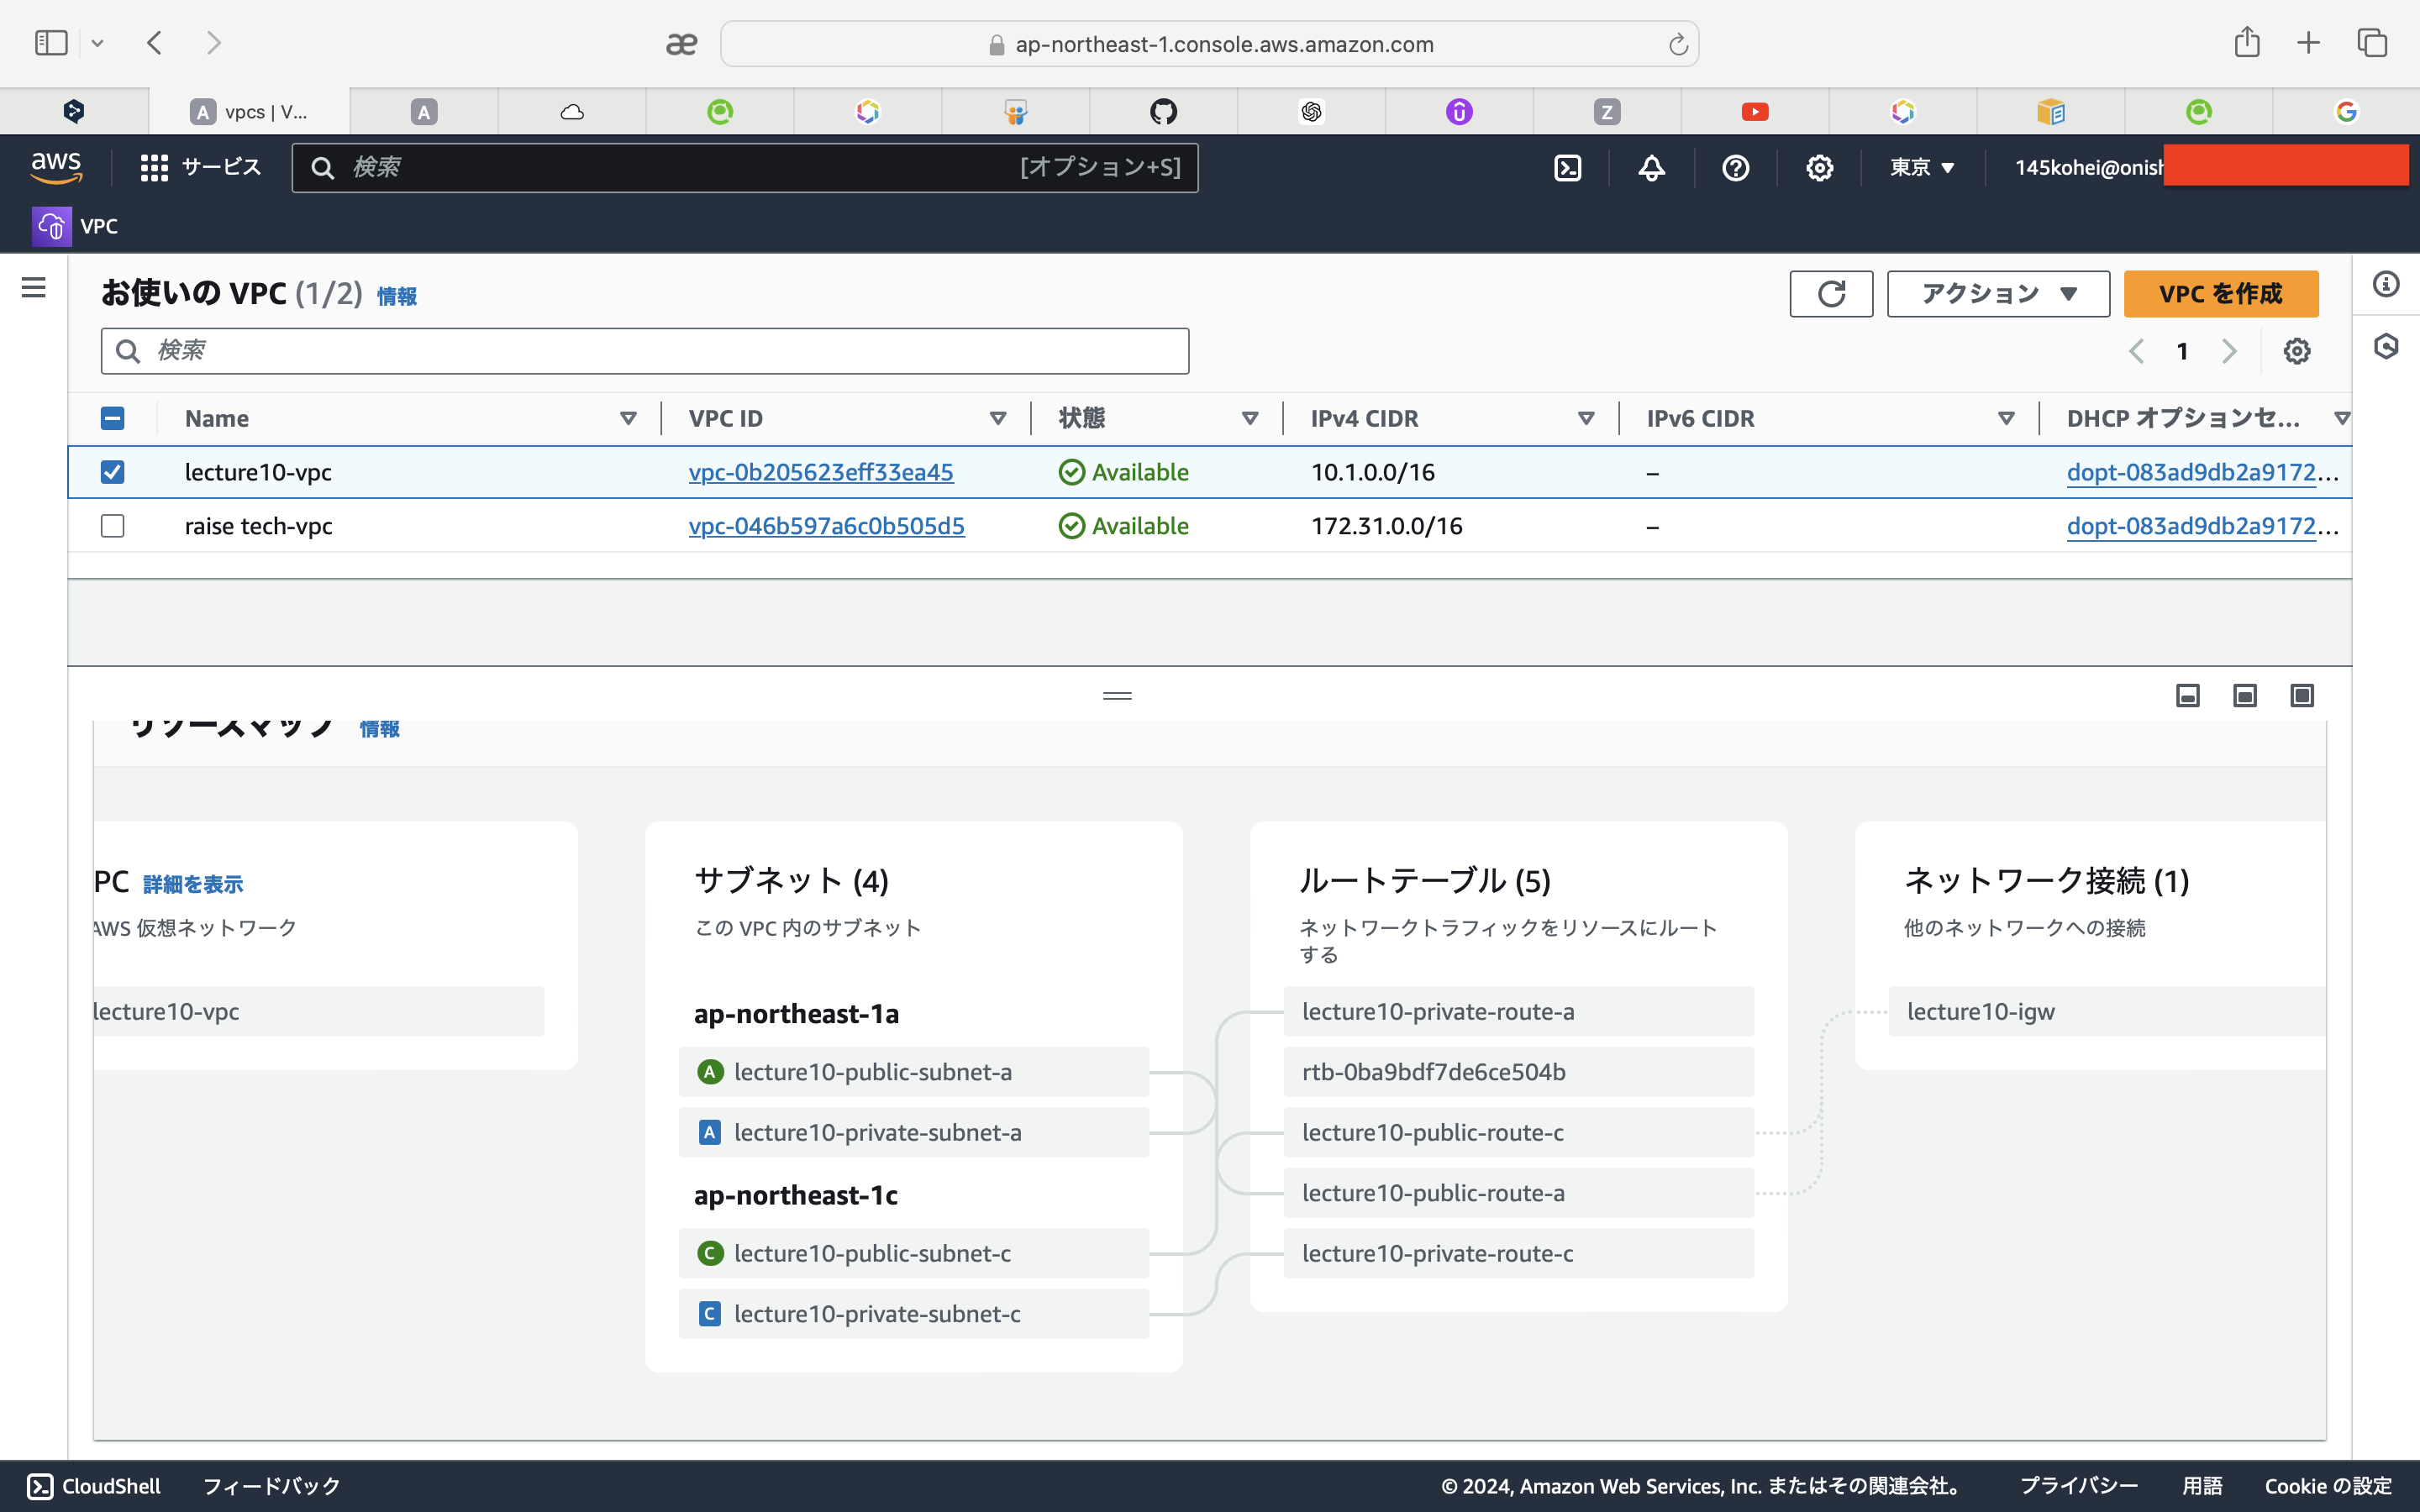 ap-northeast-1.console.aws.amazon.com
vpcs | V...
aws
サービス
検索
[オプション+S]
東京 ▼
145kohei@onish
VPC
お使いの VPC (1/2) 情報
アクション ▼
VPC を作成
検索
1
Name
VPC ID
状態
IPv4 CIDR
IPv6 CIDR
DHCP オプションセ...
lecture10-vpc
vpc-0b205623eff33ea45
Available
10.1.0.0/16
–
dopt-083ad9db2a9172...
raise tech-vpc
vpc-046b597a6c0b505d5
Available
172.31.0.0/16
–
dopt-083ad9db2a9172...
リソースマップ 情報
PC 詳細を表示
AWS 仮想ネットワーク
lecture10-vpc
サブネット (4)
この VPC 内のサブネット
ap-northeast-1a
A lecture10-public-subnet-a
A lecture10-private-subnet-a
ap-northeast-1c
C lecture10-public-subnet-c
C lecture10-private-subnet-c
ルートテーブル (5)
ネットワークトラフィックをリソースにルート
する
lecture10-private-route-a
rtb-0ba9bdf7de6ce504b
lecture10-public-route-c
lecture10-public-route-a
lecture10-private-route-c
ネットワーク接続 (1)
他のネットワークへの接続
lecture10-igw
CloudShell
フィードバック
© 2024, Amazon Web Services, Inc. またはその関連会社。
プライバシー
用語
Cookie の設定